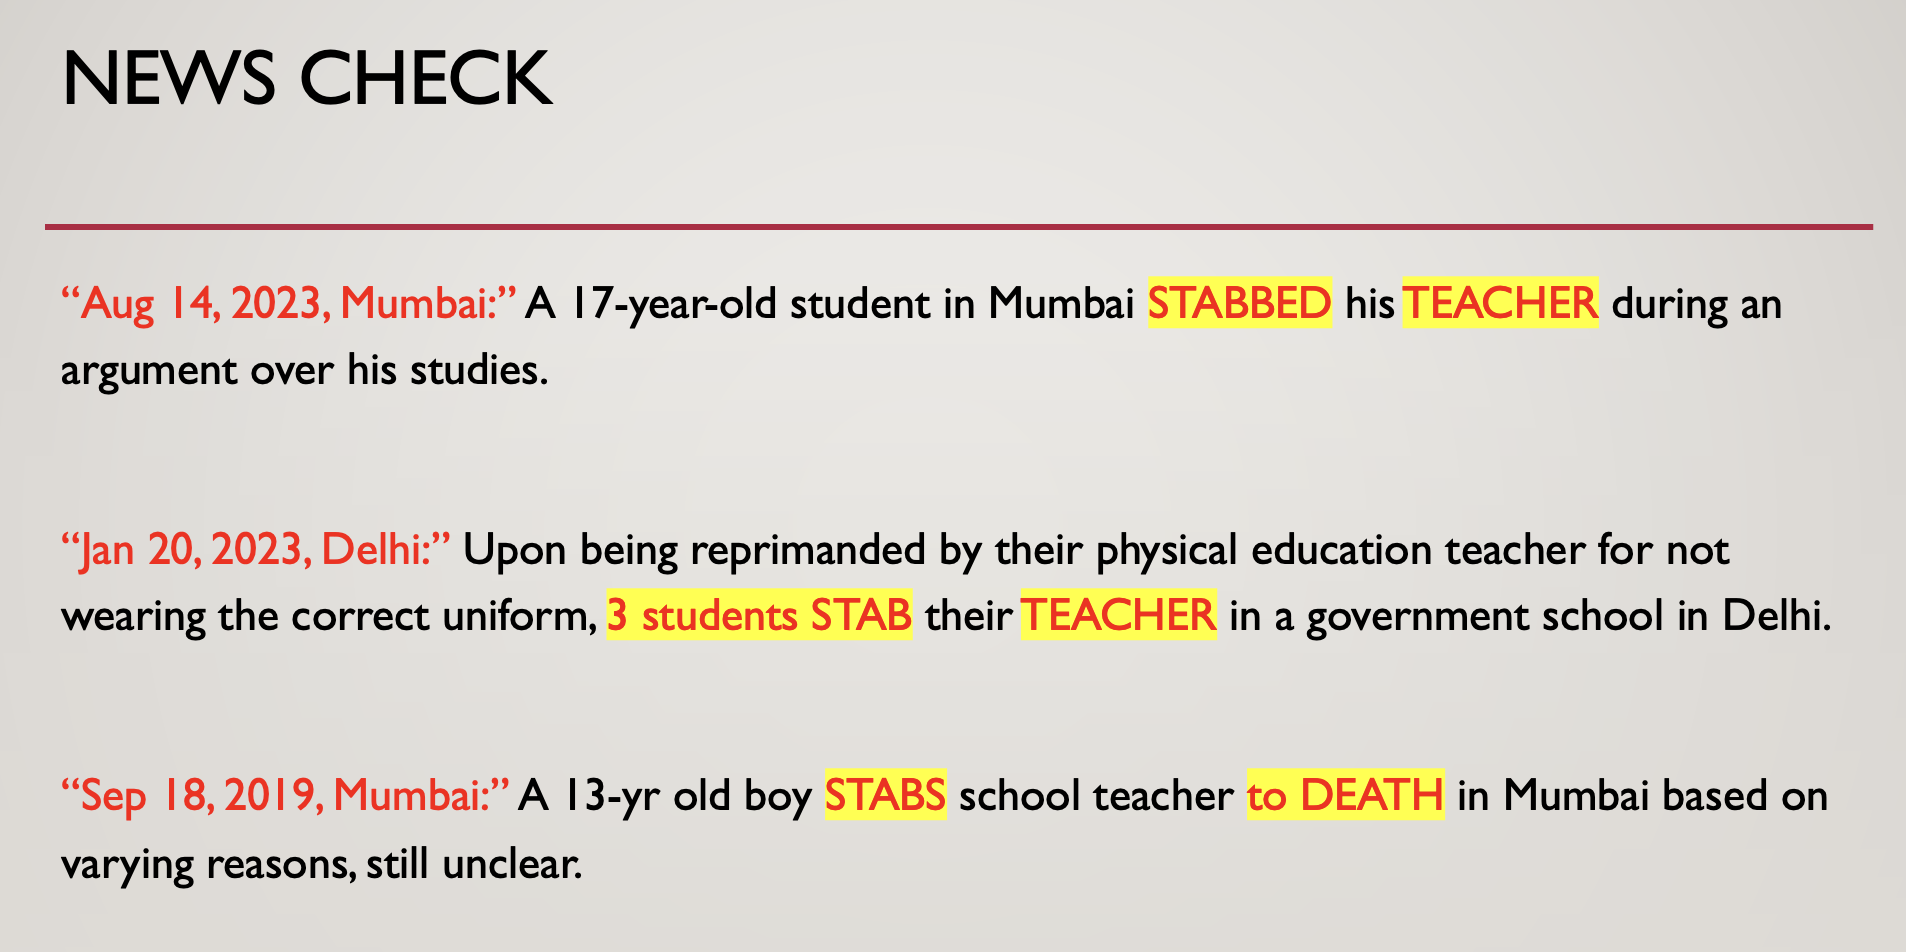 NEWS CHECK
“Aug 14, 2023, Mumbai:” A 17-year-old student in Mumbai STABBED his TEACHER during an
argument over his studies.
“Jan 20, 2023, Delhi:” Upon being reprimanded by their physical education teacher for not
wearing the correct uniform, 3 students STAB their TEACHER in a government school in Delhi.
“Sep 18, 2019, Mumbai:” A 13-yr old boy STABS school teacher to DEATH in Mumbai based on
varying reasons, still unclear.